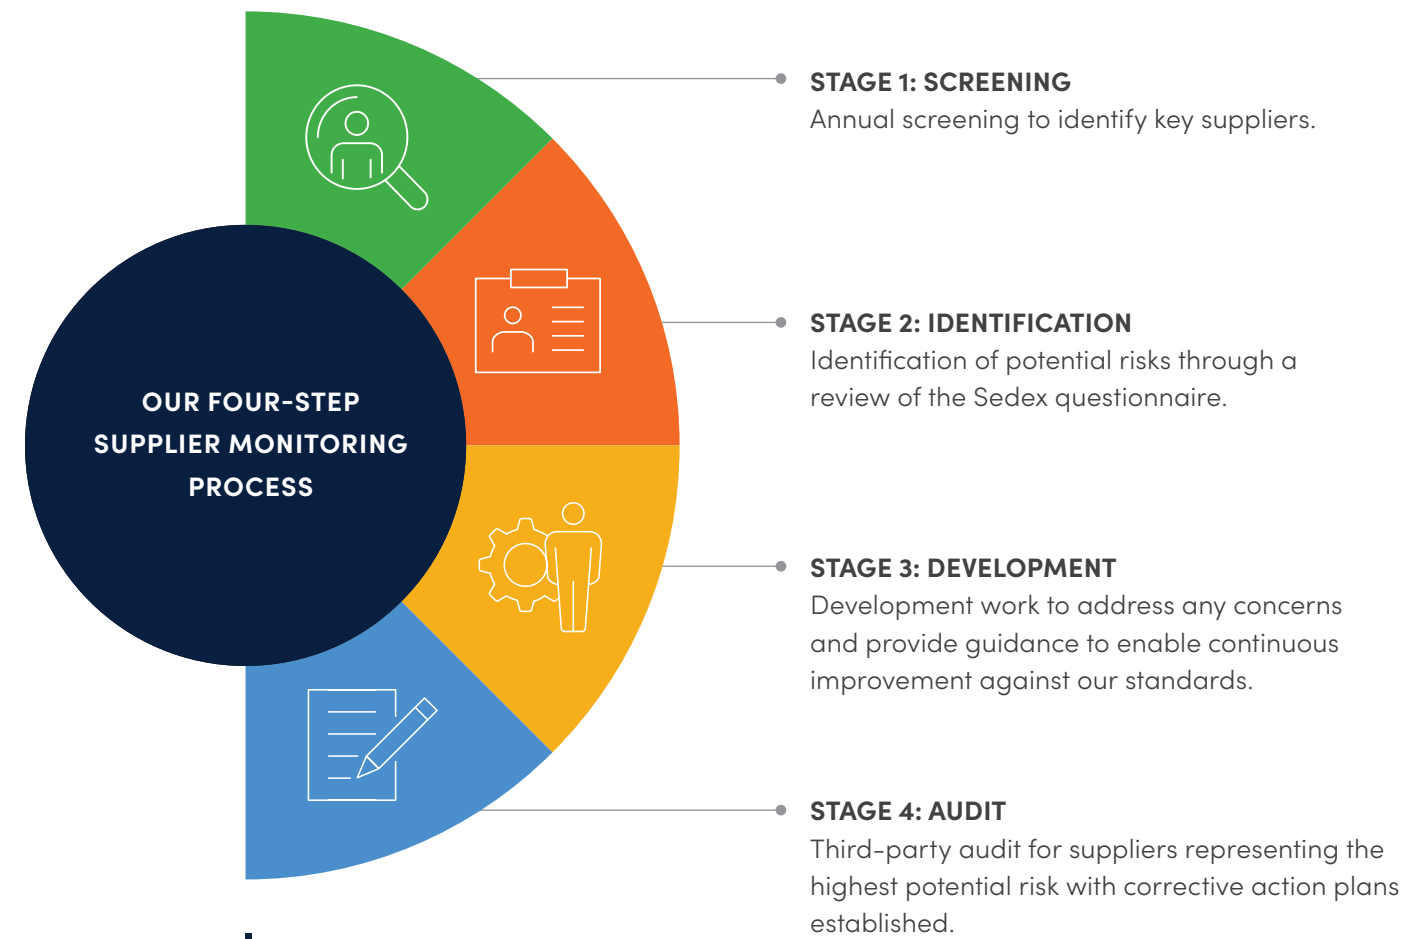 OUR FOUR-STEP
SUPPLIER MONITORING
PROCESS
STAGE 1: SCREENING
Annual screening to identify key suppliers.
STAGE 2: IDENTIFICATION
Identification of potential risks through a
review of the Sedex questionnaire.
STAGE 3: DEVELOPMENT
Development work to address any concerns
and provide guidance to enable continuous
improvement against our standards.
STAGE 4: AUDIT
Third-party audit for suppliers representing the
highest potential risk with corrective action plans
established.